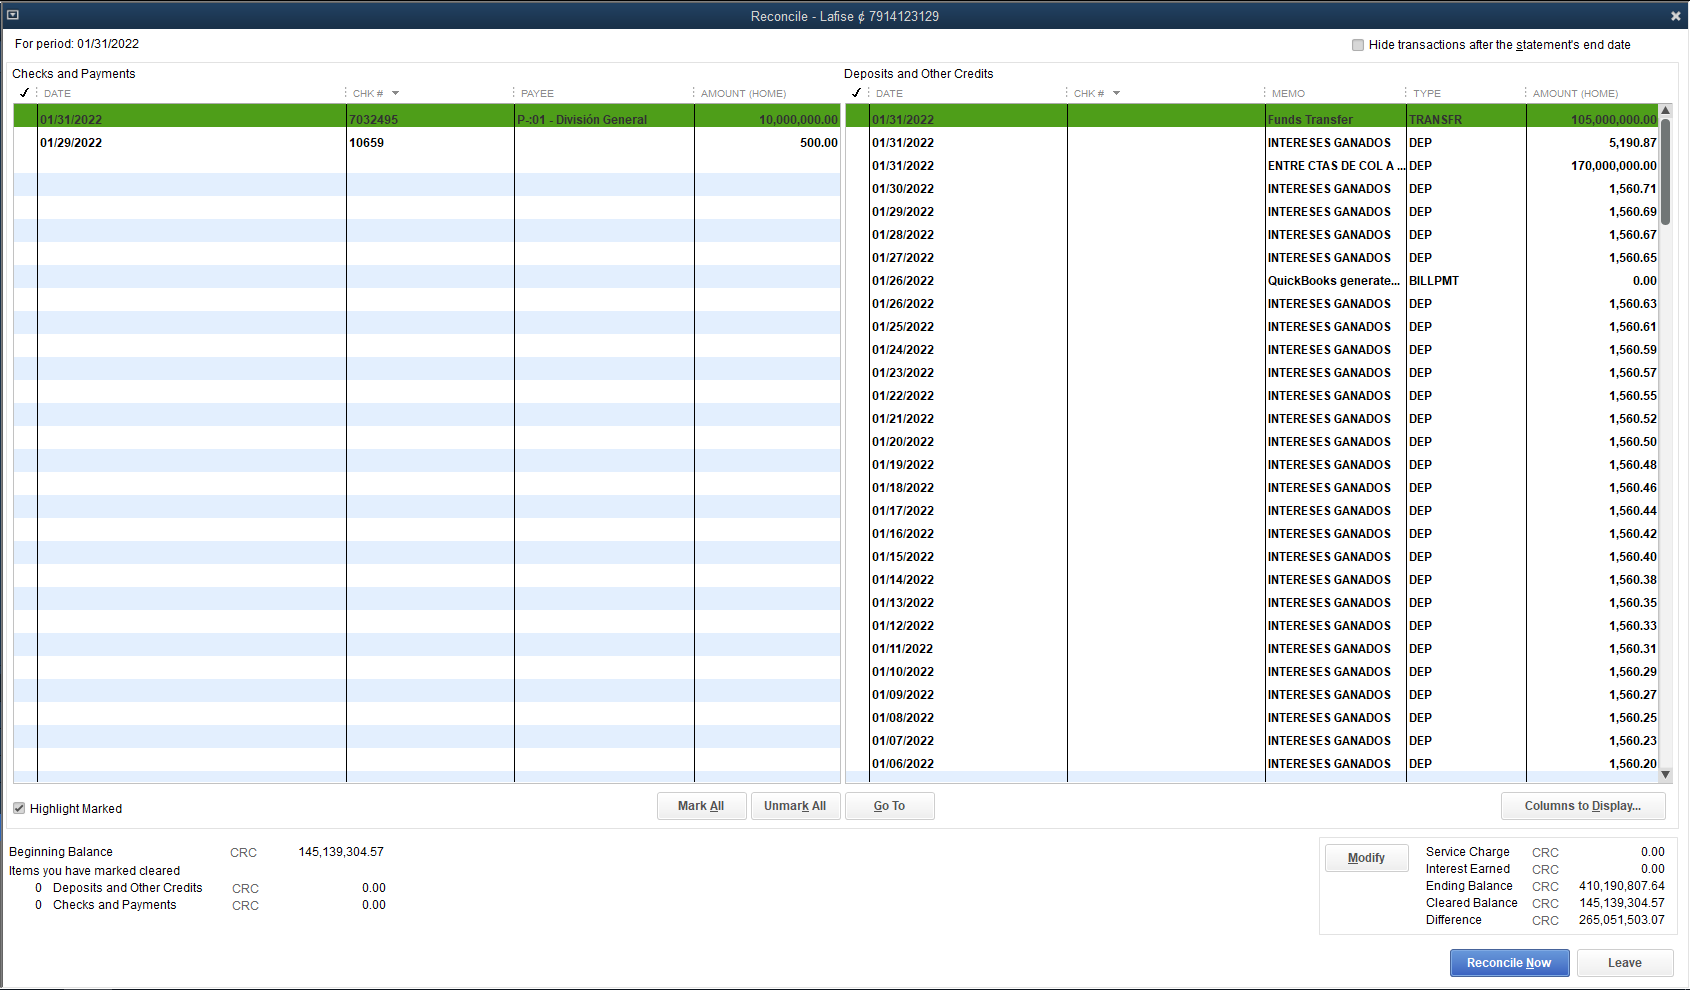 Reconcile - Lafise ¢ 7914123129
For period: 01/31/2022
Hide transactions after the statement's end date
Checks and Payments
DATE CHK # PAYEE AMOUNT (HOME)
01/31/2022 7032495 P-:01 - División General 10,000,000.00
01/29/2022 10659 500.00
Deposits and Other Credits
DATE CHK # MEMO TYPE AMOUNT (HOME)
01/31/2022 Funds Transfer TRANSFR 105,000,000.00
01/31/2022 INTERESES GANADOS DEP 5,190.87
01/31/2022 ENTRE CTAS DE COL A ... DEP 170,000,000.00
01/30/2022 INTERESES GANADOS DEP 1,560.71
01/29/2022 INTERESES GANADOS DEP 1,560.69
01/28/2022 INTERESES GANADOS DEP 1,560.67
01/27/2022 INTERESES GANADOS DEP 1,560.65
01/26/2022 QuickBooks generate... BILLPMT 0.00
01/26/2022 INTERESES GANADOS DEP 1,560.63
01/25/2022 INTERESES GANADOS DEP 1,560.61
01/24/2022 INTERESES GANADOS DEP 1,560.59
01/23/2022 INTERESES GANADOS DEP 1,560.57
01/22/2022 INTERESES GANADOS DEP 1,560.55
01/21/2022 INTERESES GANADOS DEP 1,560.52
01/20/2022 INTERESES GANADOS DEP 1,560.50
01/19/2022 INTERESES GANADOS DEP 1,560.48
01/18/2022 INTERESES GANADOS DEP 1,560.46
01/17/2022 INTERESES GANADOS DEP 1,560.44
01/16/2022 INTERESES GANADOS DEP 1,560.42
01/15/2022 INTERESES GANADOS DEP 1,560.40
01/14/2022 INTERESES GANADOS DEP 1,560.38
01/13/2022 INTERESES GANADOS DEP 1,560.35
01/12/2022 INTERESES GANADOS DEP 1,560.33
01/11/2022 INTERESES GANADOS DEP 1,560.31
01/10/2022 INTERESES GANADOS DEP 1,560.29
01/09/2022 INTERESES GANADOS DEP 1,560.27
01/08/2022 INTERESES GANADOS DEP 1,560.25
01/07/2022 INTERESES GANADOS DEP 1,560.23
01/06/2022 INTERESES GANADOS DEP 1,560.20
Highlight Marked
Mark All Unmark All Go To Columns to Display...
Beginning Balance CRC 145,139,304.57
Items you have marked cleared
0 Deposits and Other Credits CRC 0.00
0 Checks and Payments CRC 0.00
Modify
Service Charge CRC 0.00
Interest Earned CRC 0.00
Ending Balance CRC 410,190,807.64
Cleared Balance CRC 145,139,304.57
Difference CRC 265,051,503.07
Reconcile Now Leave